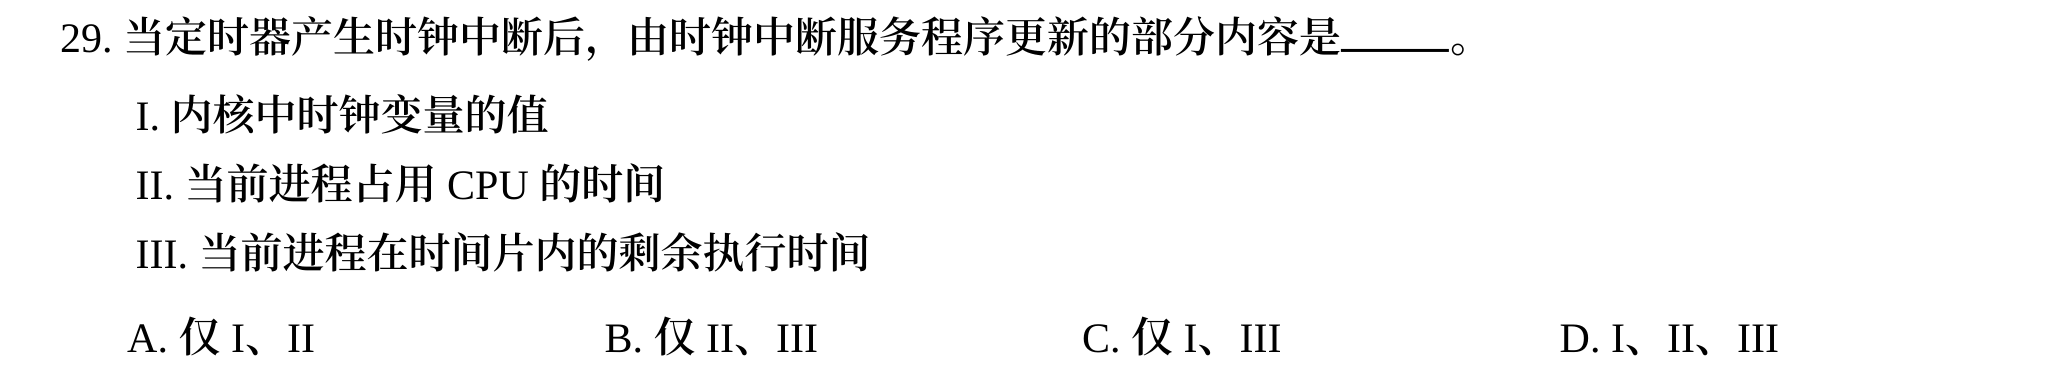 29. 当定时器产生时钟中断后，由时钟中断服务程序更新的部分内容是_____。
I. 内核中时钟变量的值
II. 当前进程占用 CPU 的时间
III. 当前进程在时间片内的剩余执行时间
A. 仅 I、II B. 仅 II、III C. 仅 I、III D. I、II、III